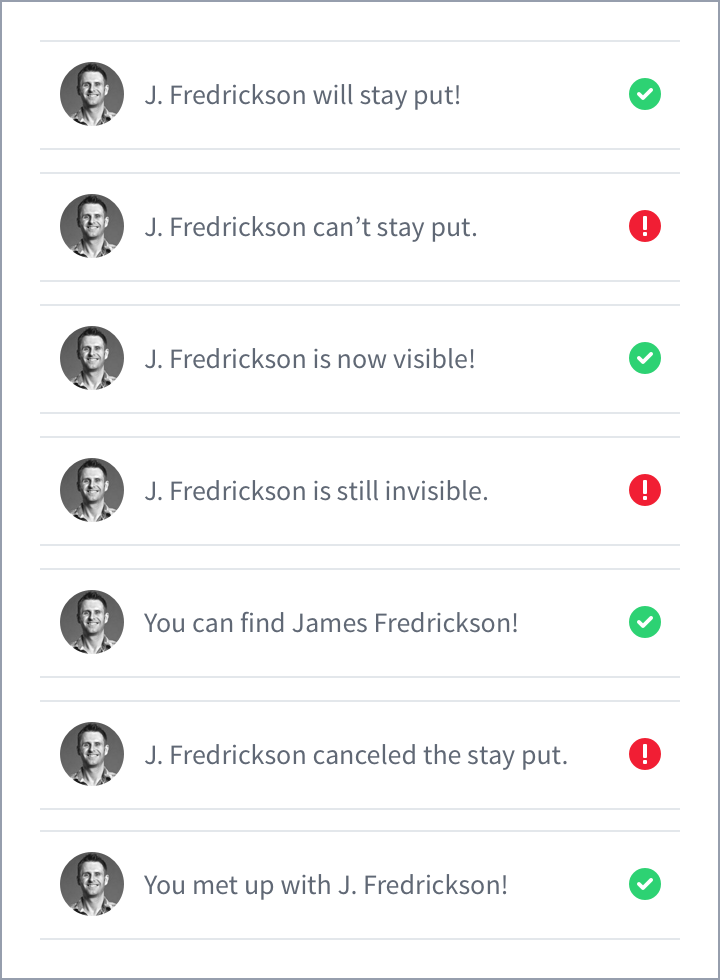 J. Fredrickson will stay put!
J. Fredrickson can’t stay put.
J. Fredrickson is now visible!
J. Fredrickson is still invisible.
You can find James Fredrickson!
J. Fredrickson canceled the stay put.
You met up with J. Fredrickson!